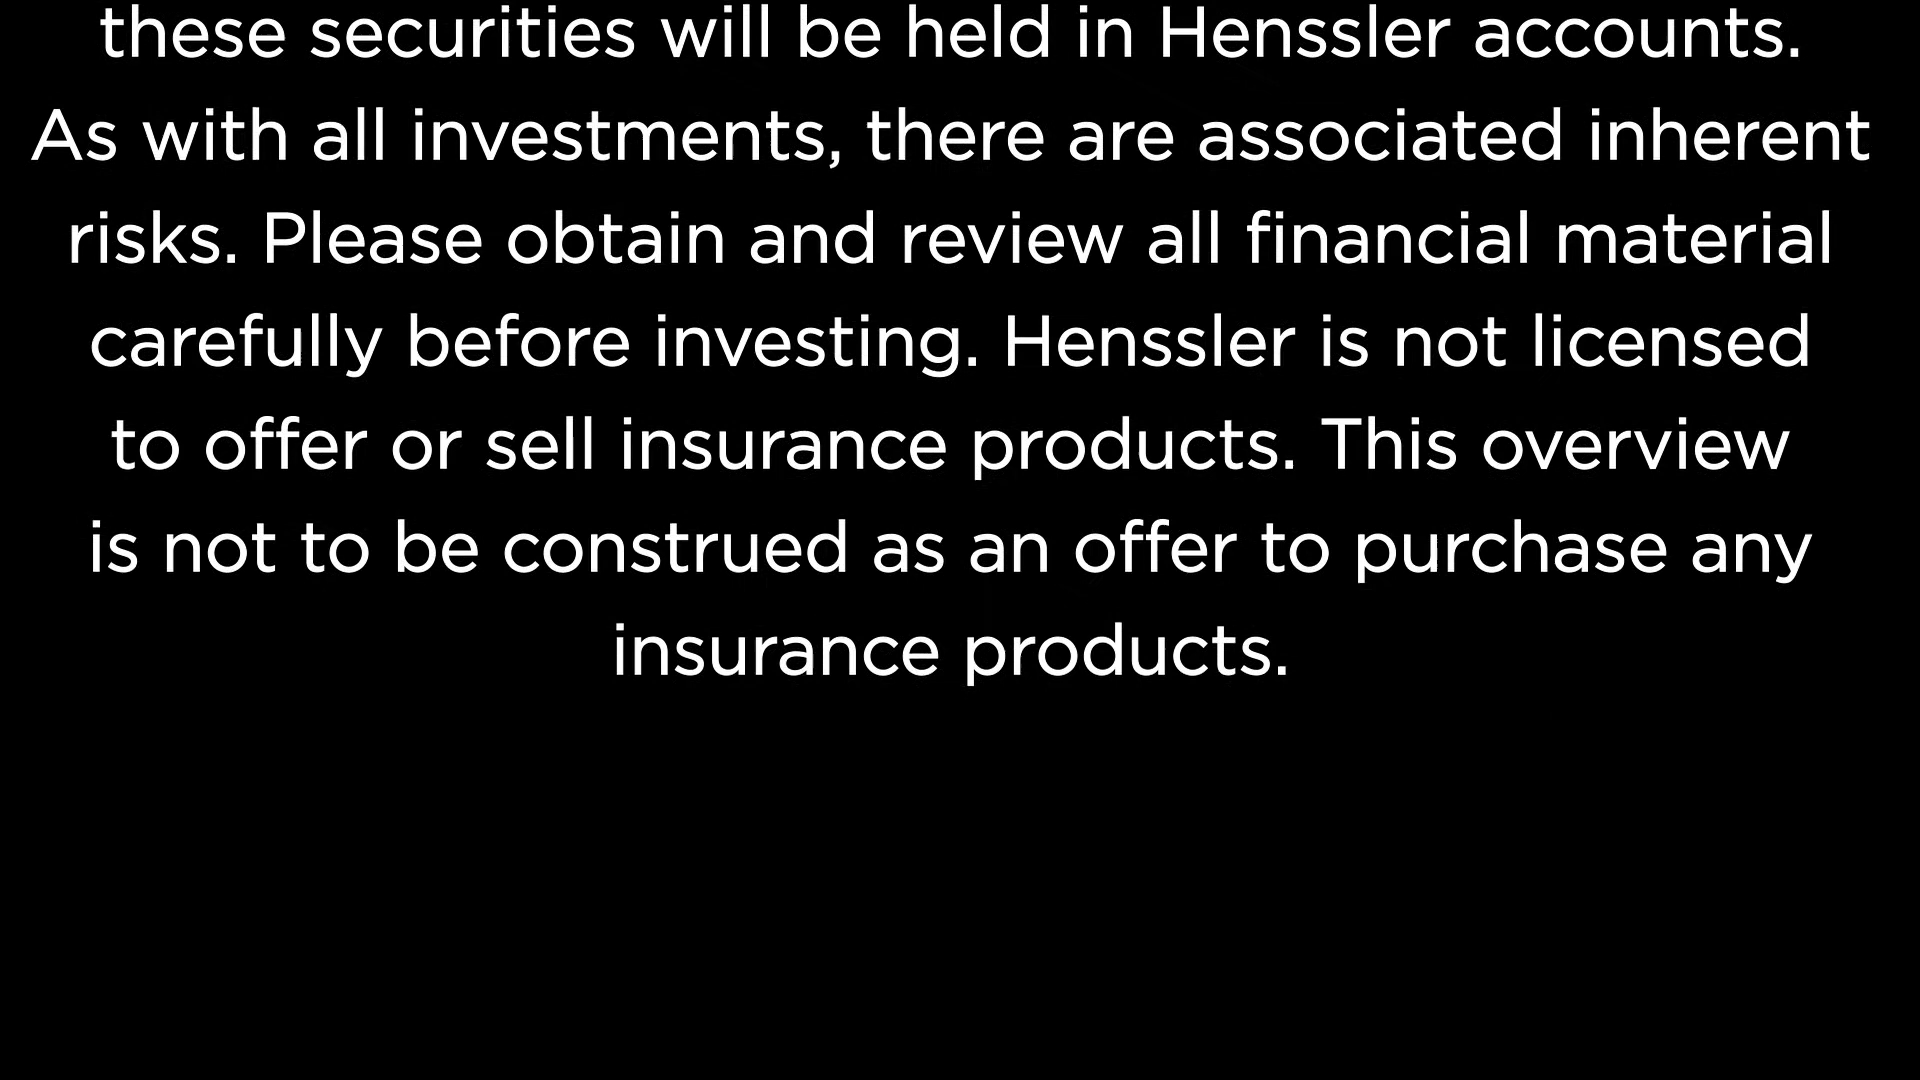 these securities will be held in Henssler accounts.
As with all investments, there are associated inherent
risks. Please obtain and review all financial material
carefully before investing. Henssler is not licensed
to offer or sell insurance products. This overview
is not to be construed as an offer to purchase any
insurance products.